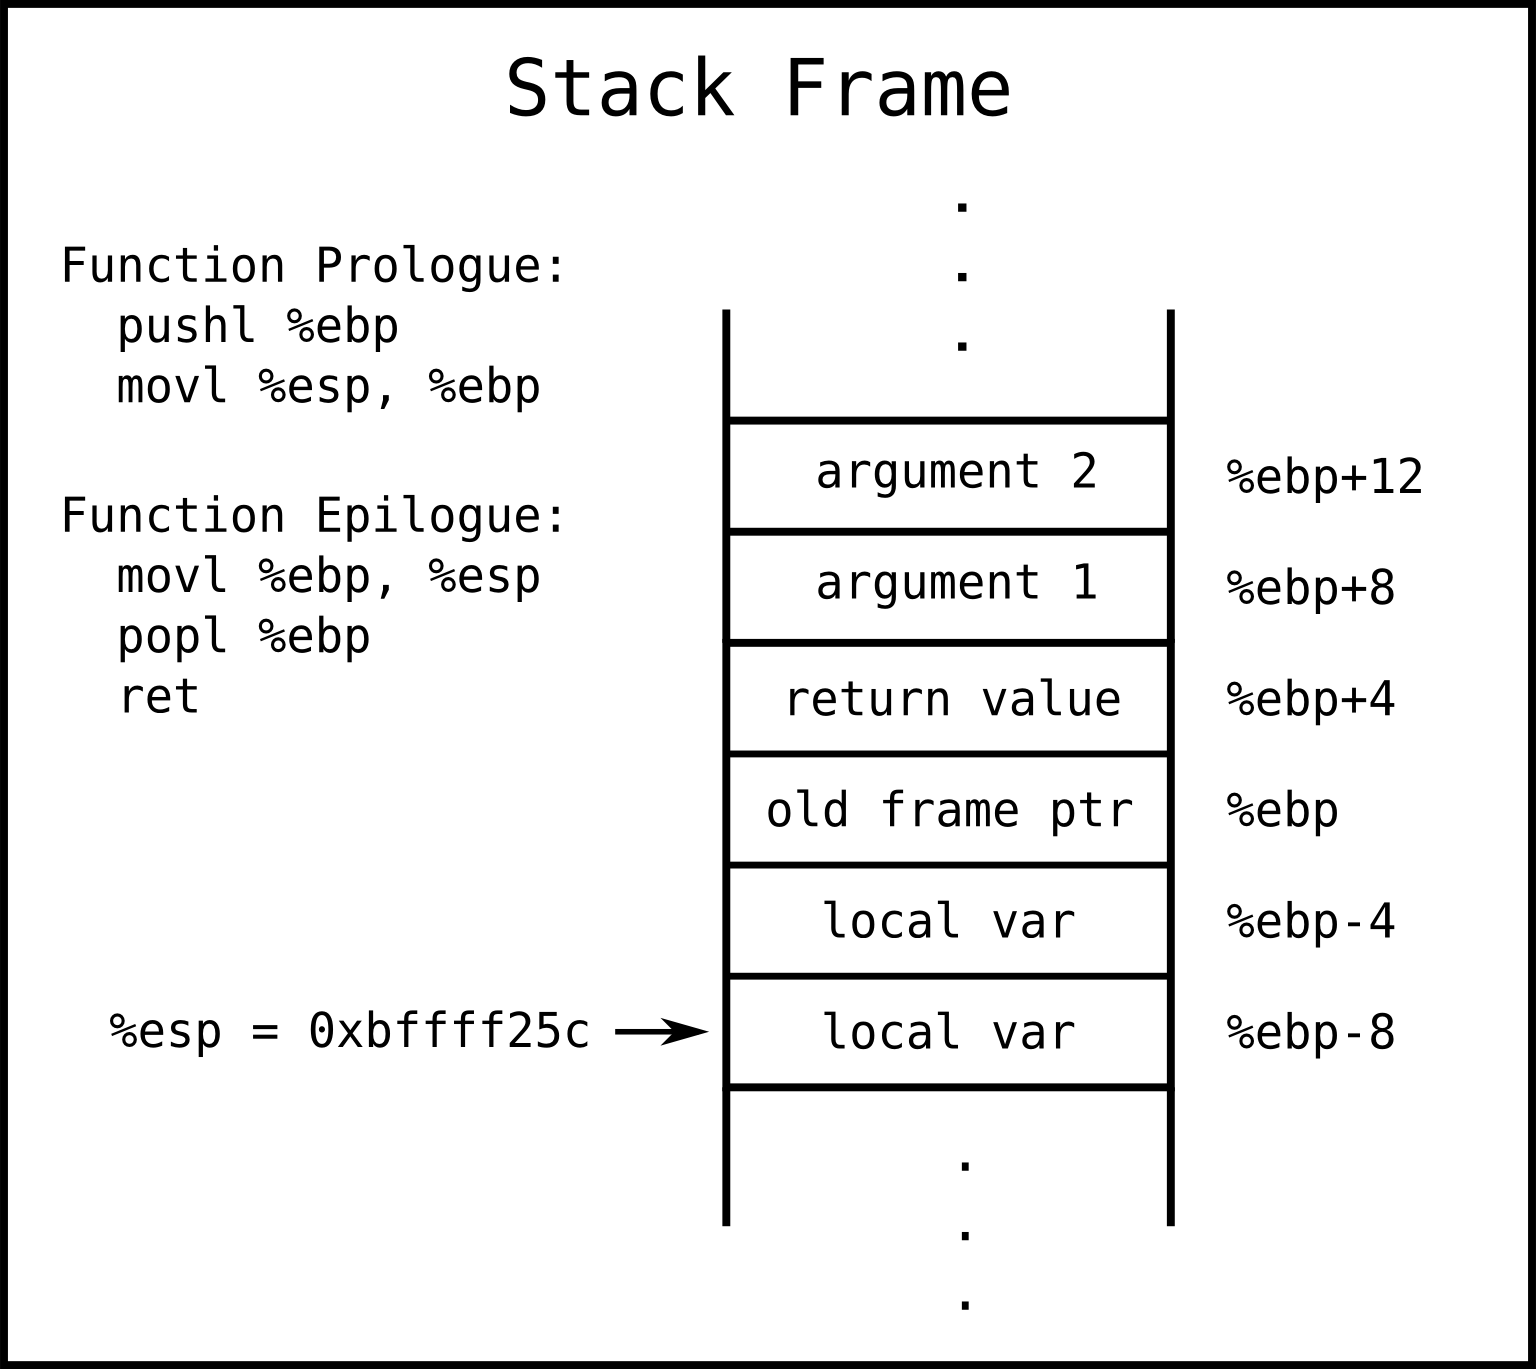 Stack Frame
Function Prologue:
pushl %ebp
movl %esp, %ebp
Function Epilogue:
movl %ebp, %esp
popl %ebp
ret
%esp = 0xbffff25c
.
.
.
argument 2 %ebp+12
argument 1 %ebp+8
return value %ebp+4
old frame ptr %ebp
local var %ebp-4
local var %ebp-8
.
.
.